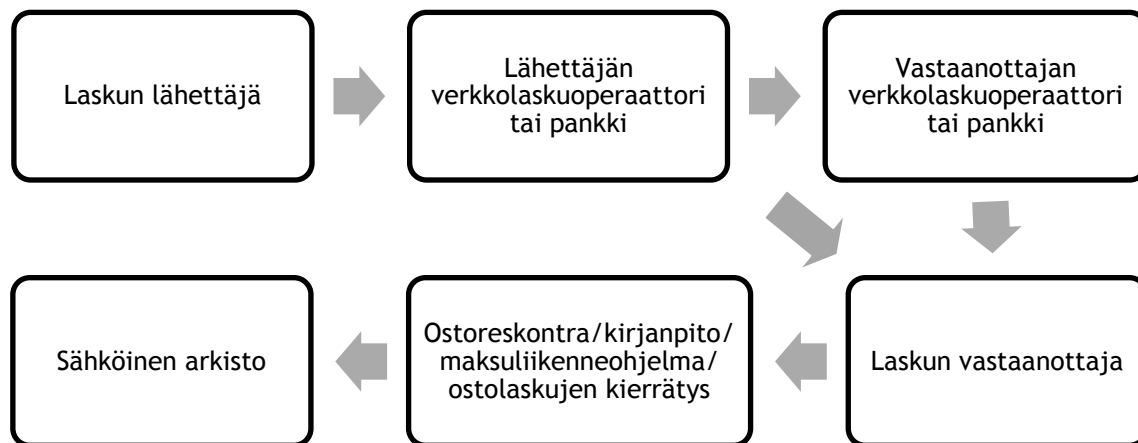 Laskun lähettäjä
Lähettäjän
verkkolaskuoperaattori
tai pankki
Vastaanottajan
verkkolaskuoperaattori
tai pankki
Sähköinen arkisto
Ostoreskontra/kirjanpito/
maksuliikenneohjelma/
ostolaskujen kierrätys
Laskun vastaanottaja